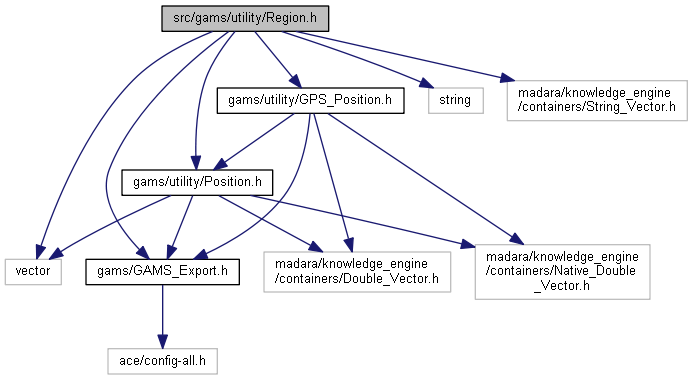 src/gams/utility/Region.h
gams/utility/GPS_Position.h
string
madara/knowledge_engine
/containers/String_Vector.h
gams/utility/Position.h
vector
gams/GAMS_Export.h
madara/knowledge_engine
/containers/Double_Vector.h
madara/knowledge_engine
/containers/Native_Double
_Vector.h
ace/config-all.h